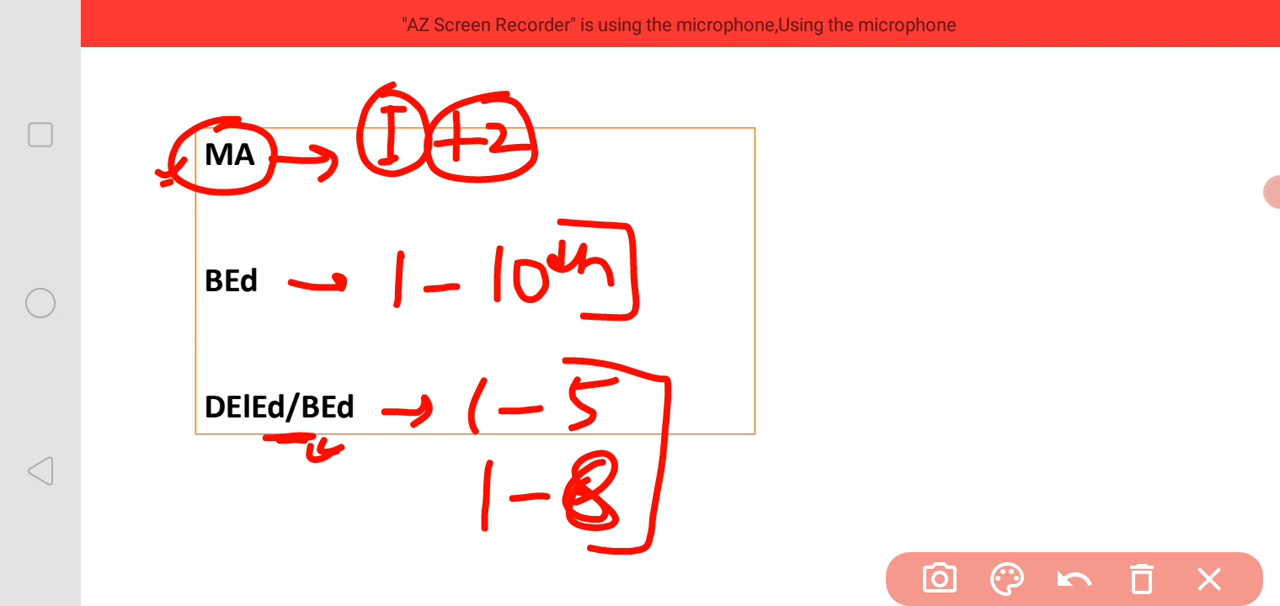 "AZ Screen Recorder" is using the microphone,Using the microphone
MA → I +2
BEd → 1 - 10th
DElEd/BEd → 1 - 5
1 - 8